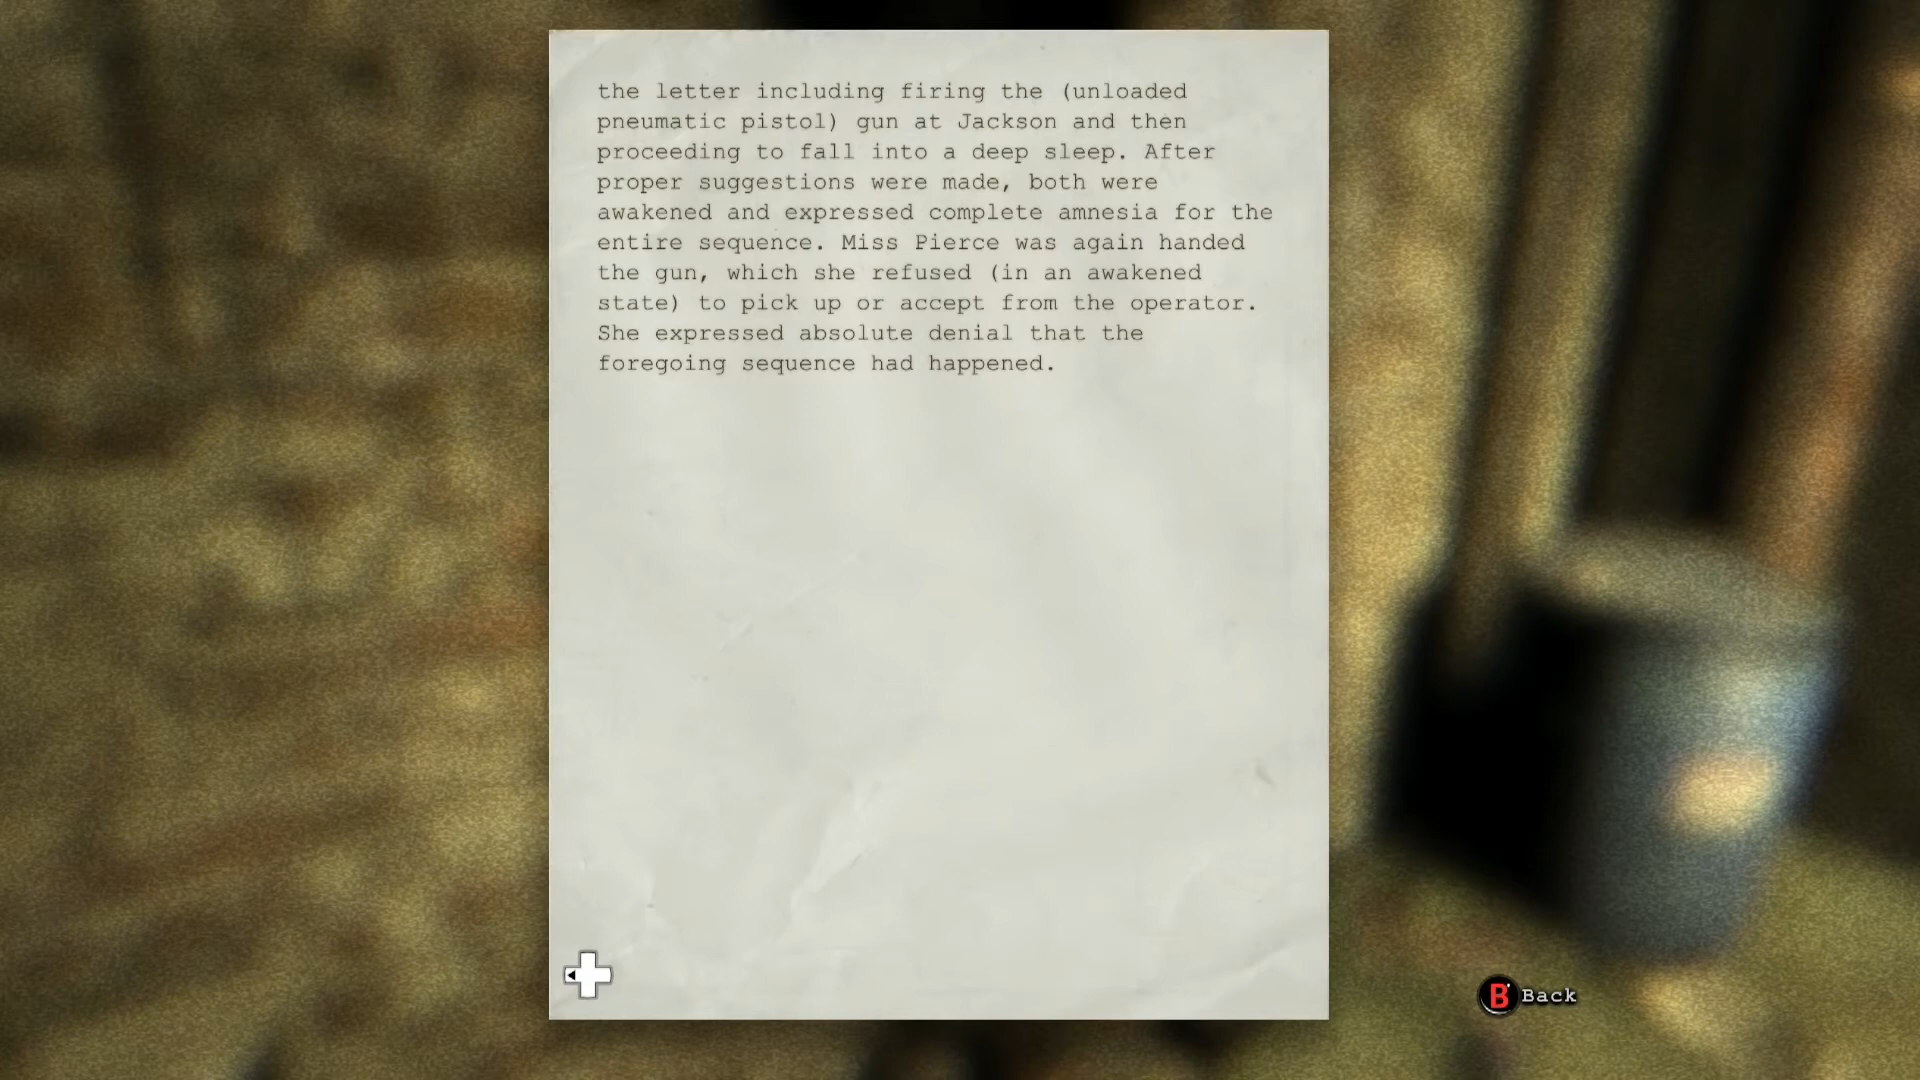 the letter including firing the (unloaded
pneumatic pistol) gun at Jackson and then
proceeding to fall into a deep sleep. After
proper suggestions were made, both were
awakened and expressed complete amnesia for the
entire sequence. Miss Pierce was again handed
the gun, which she refused (in an awakened
state) to pick up or accept from the operator.
She expressed absolute denial that the
foregoing sequence had happened.
B Back